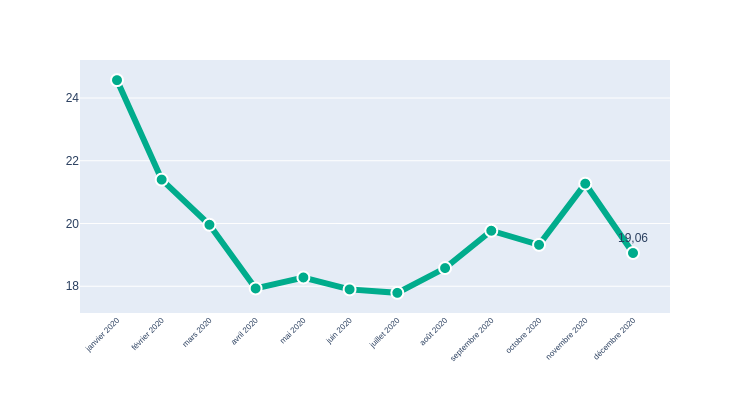 24
22
20
18
19,06
janvier 2020
février 2020
mars 2020
avril 2020
mai 2020
juin 2020
juillet 2020
août 2020
septembre 2020
octobre 2020
novembre 2020
décembre 2020